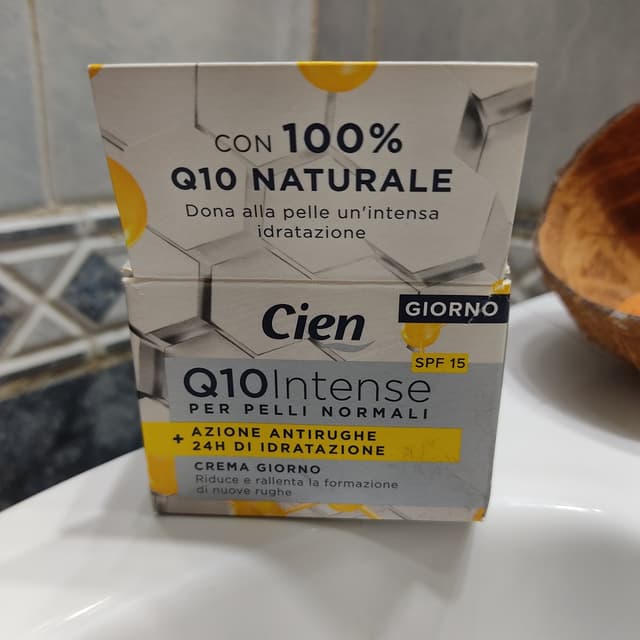 CON 100%
Q10 NATURALE
Dona alla pelle un'intensa
idratazione
GIORNO
Cien
SPF 15
Q10Intense
PER PELLI NORMALI
+ AZIONE ANTIRUGHE
24H DI IDRATAZIONE
CREMA GIORNO
Riduce e rallenta la formazione
di nuove rughe